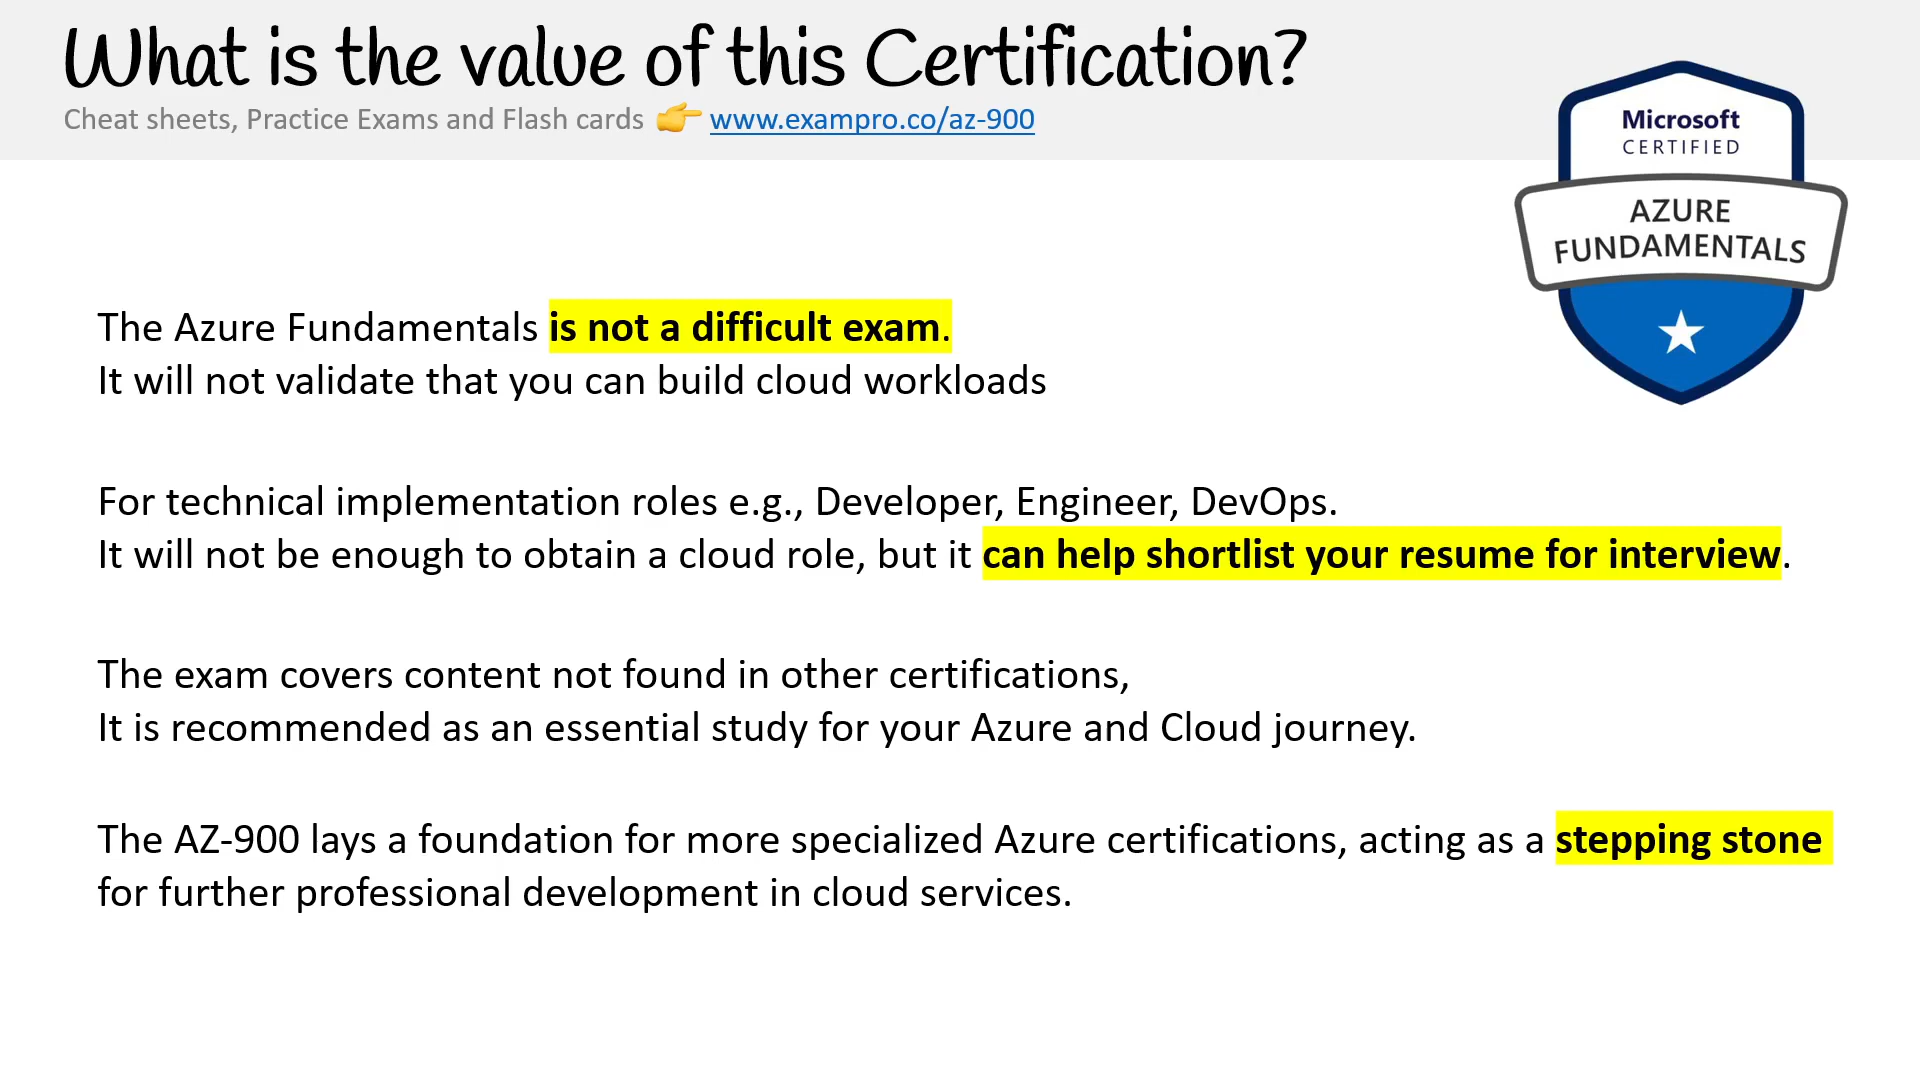 What is the value of this Certification?
Cheat sheets, Practice Exams and Flash cards 👉 www.exampro.co/az-900
Microsoft
CERTIFIED
AZURE
FUNDAMENTALS
The Azure Fundamentals is not a difficult exam.
It will not validate that you can build cloud workloads
For technical implementation roles e.g., Developer, Engineer, DevOps.
It will not be enough to obtain a cloud role, but it can help shortlist your resume for interview.
The exam covers content not found in other certifications,
It is recommended as an essential study for your Azure and Cloud journey.
The AZ-900 lays a foundation for more specialized Azure certifications, acting as a stepping stone
for further professional development in cloud services.